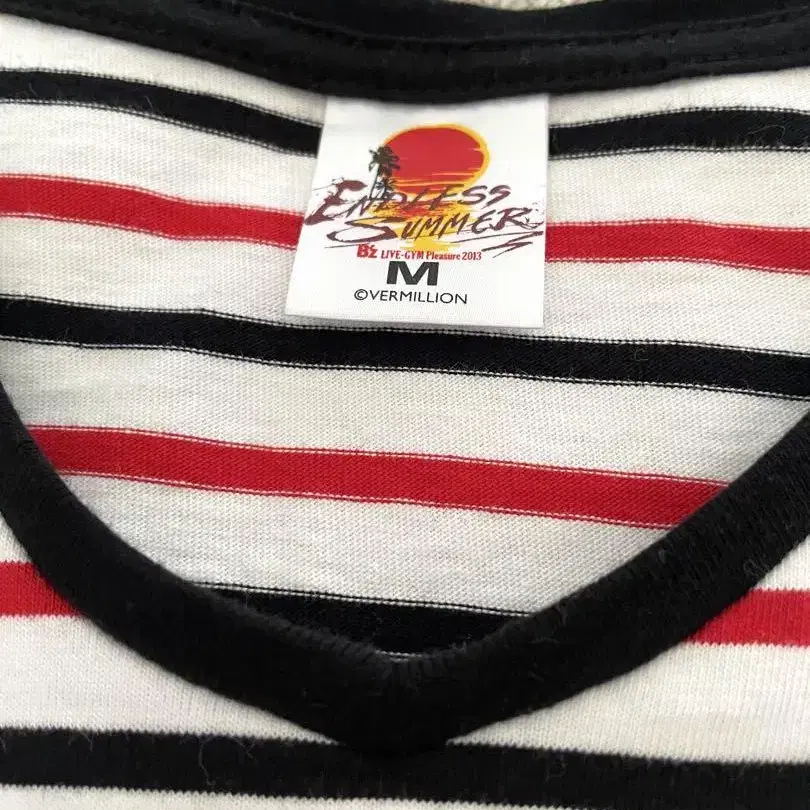 ENDLESS
SUMMER
B'z LIVE-GYM Pleasure 2013
M
©VERMILLION